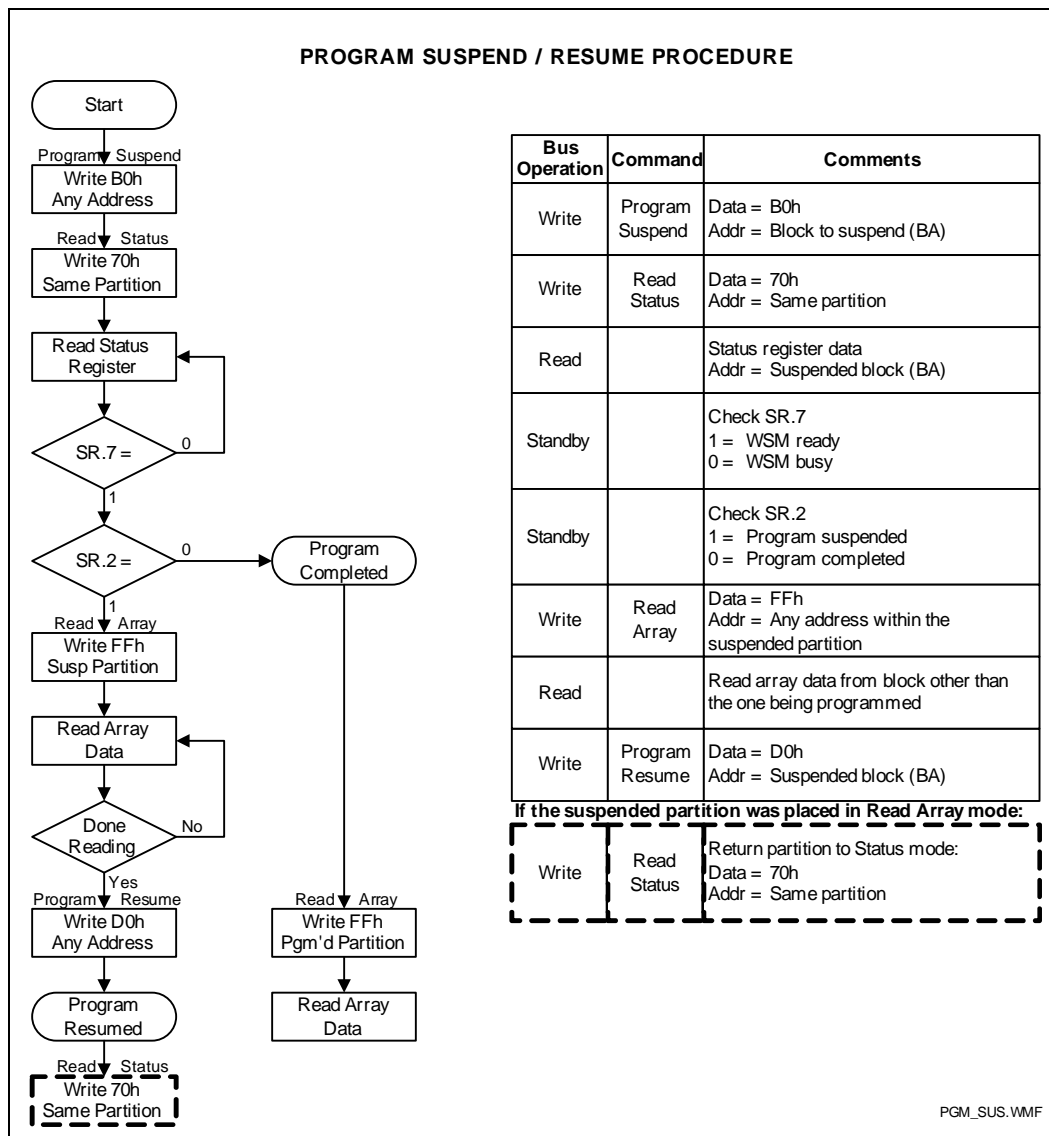 PROGRAM SUSPEND / RESUME PROCEDURE
Start
Program Suspend
Write B0h
Any Address
Read Status
Write 70h
Same Partition
Read Status
Register
SR.7 =
0
1
SR.2 =
0
Program
Completed
1
Read Array
Write FFh
Susp Partition
Read Array
Data
Done
Reading
No
Yes
Program Resume
Write D0h
Any Address
Program
Resumed
Read Status
Write 70h
Same Partition
Read Array
Write FFh
Pgm'd Partition
Read Array
Data
Bus
Operation
Command
Comments
Write
Program
Suspend
Data = B0h
Addr = Block to suspend (BA)
Write
Read
Status
Data = 70h
Addr = Same partition
Read
Status register data
Addr = Suspended block (BA)
Standby
Check SR.7
1 = WSM ready
0 = WSM busy
Standby
Check SR.2
1 = Program suspended
0 = Program completed
Write
Read
Array
Data = FFh
Addr = Any address within the
suspended partition
Read
Read array data from block other than
the one being programmed
Write
Program
Resume
Data = D0h
Addr = Suspended block (BA)
If the suspended partition was placed in Read Array mode:
Write
Read
Status
Return partition to Status mode:
Data = 70h
Addr = Same partition
PGM_SUS.WMF